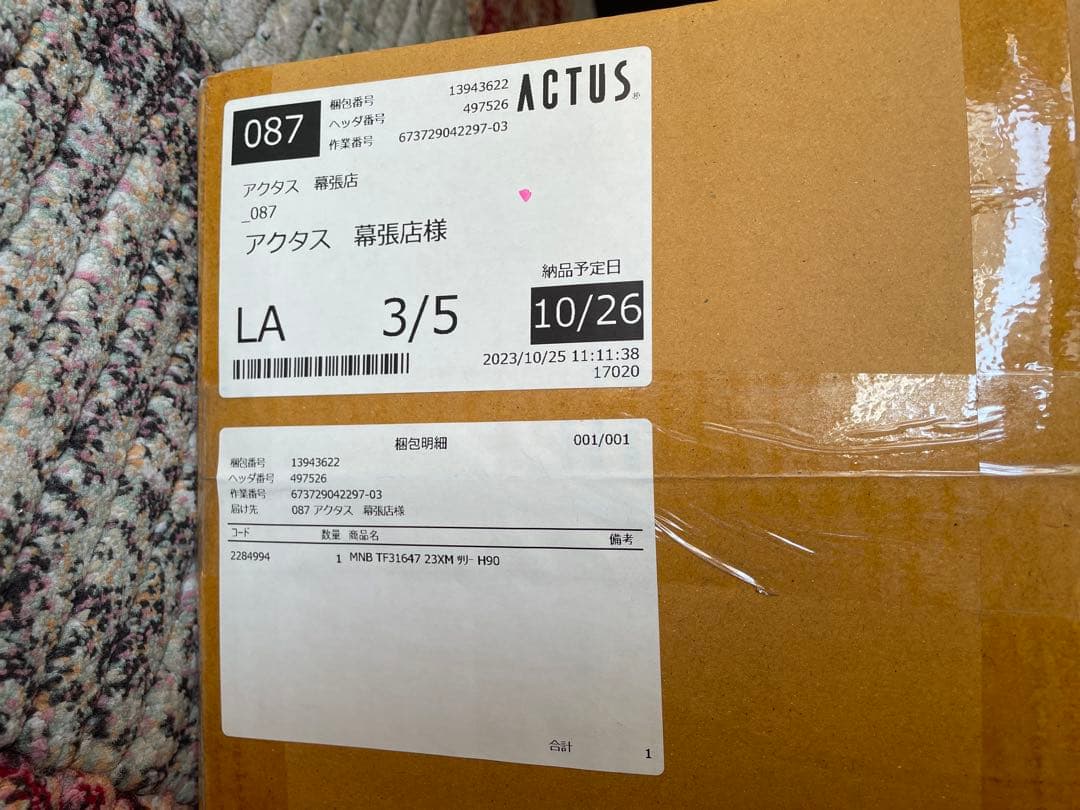 087
梱包番号 13943622
ヘッダ番号 497526
作業番号 673729042297-03
ACTUS®
アクタス 幕張店
_087
アクタス 幕張店様
納品予定日
LA 3/5 10/26
2023/10/25 11:11:38
17020
梱包明細 001/001
梱包番号 13943622
ヘッダ番号 497526
作業番号 673729042297-03
届け先 087 アクタス 幕張店様
コード 数量 商品名 備考
2284994 1 MNB TF31647 23XM ﾂﾘｰ H90
合計 1